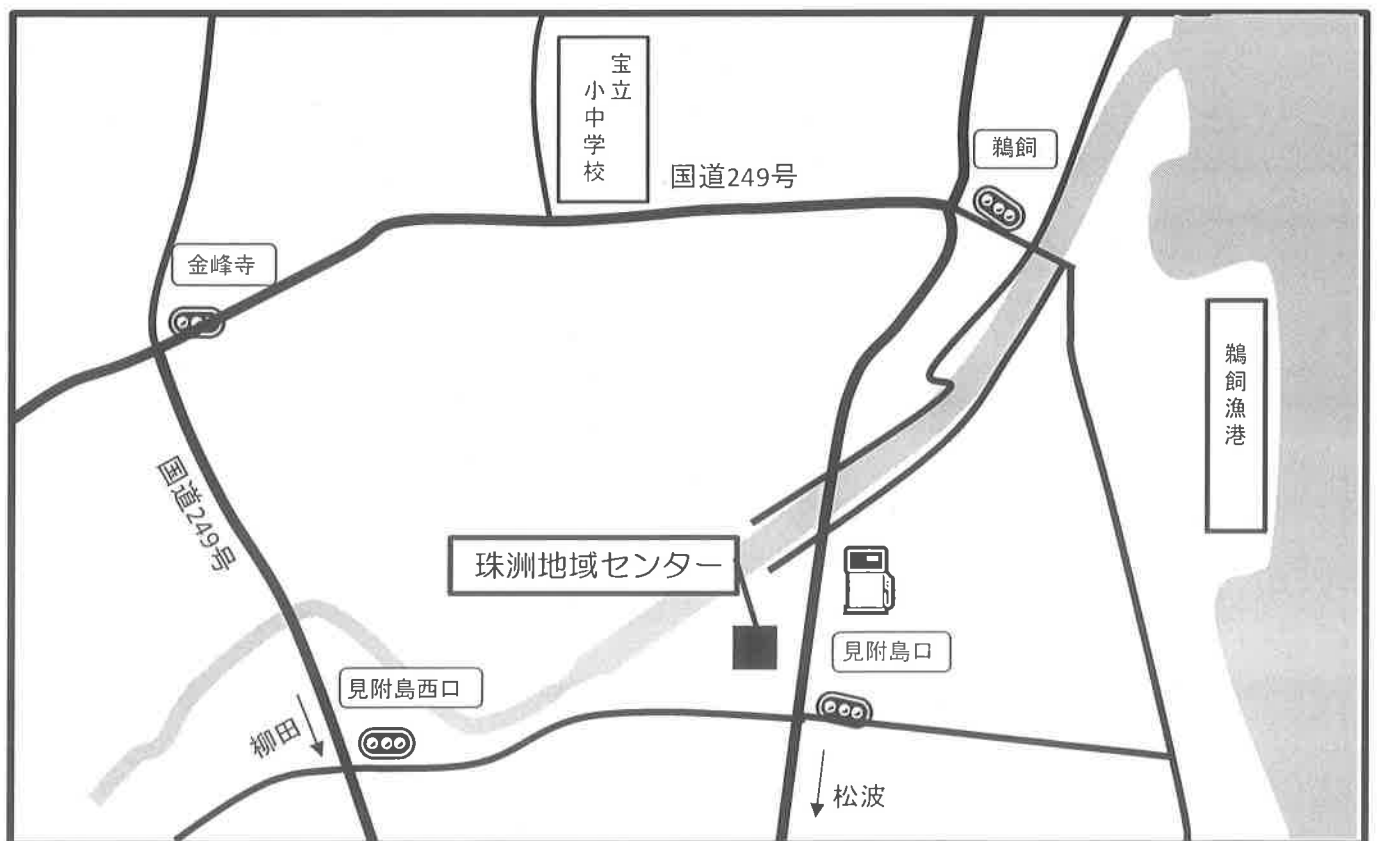 宝立
小中学校
鵜飼
国道249号
金峰寺
鵜飼漁港
国道249号
珠洲地域センター
見附島口
見附島西口
柳田
松波